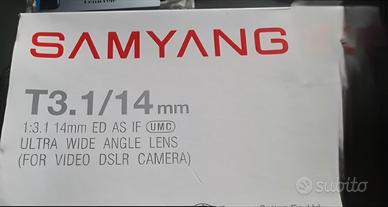 SAMYANG
T3.1/14mm
1:3.1 14mm ED AS IF UMC
ULTRA WIDE ANGLE LENS
(FOR VIDEO DSLR CAMERA)
subito